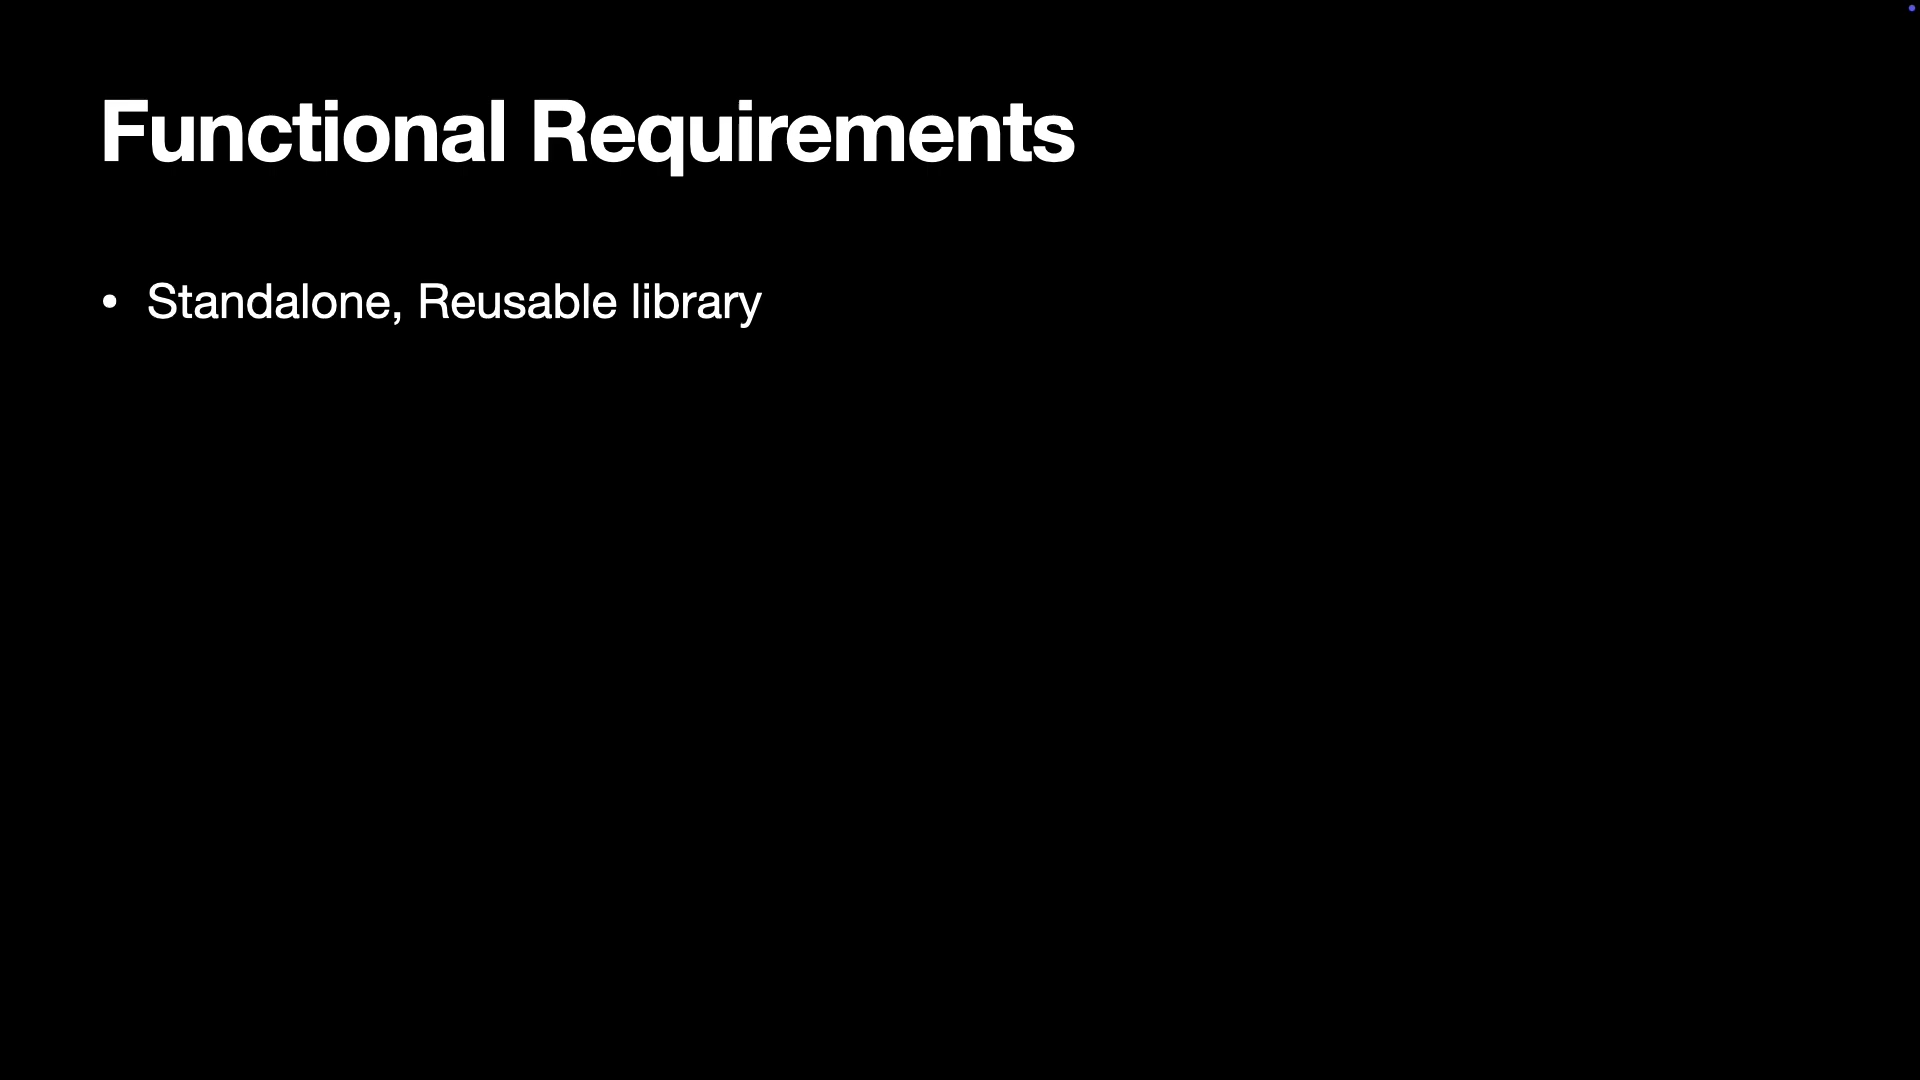 Functional Requirements
• Standalone, Reusable library